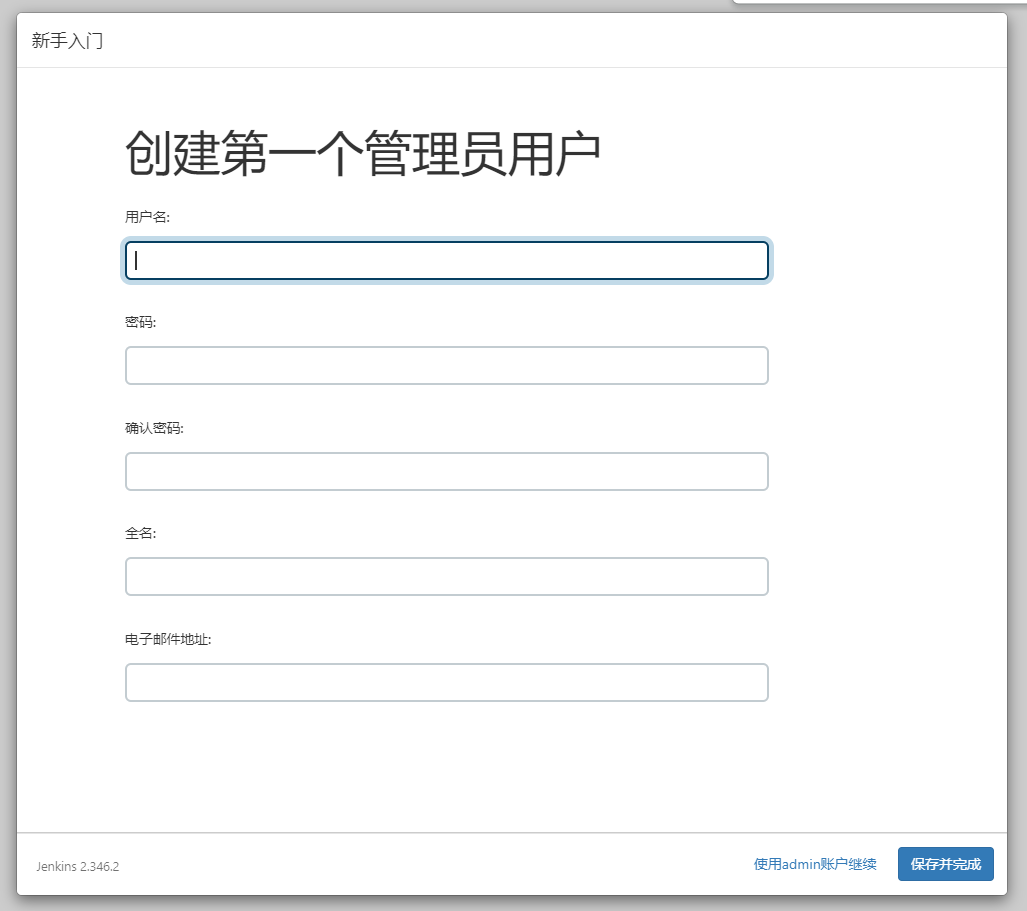 新手入门
创建第一个管理员用户
用户名:
密码:
确认密码:
全名:
电子邮件地址:
Jenkins 2.346.2
使用admin账户继续
保存并完成